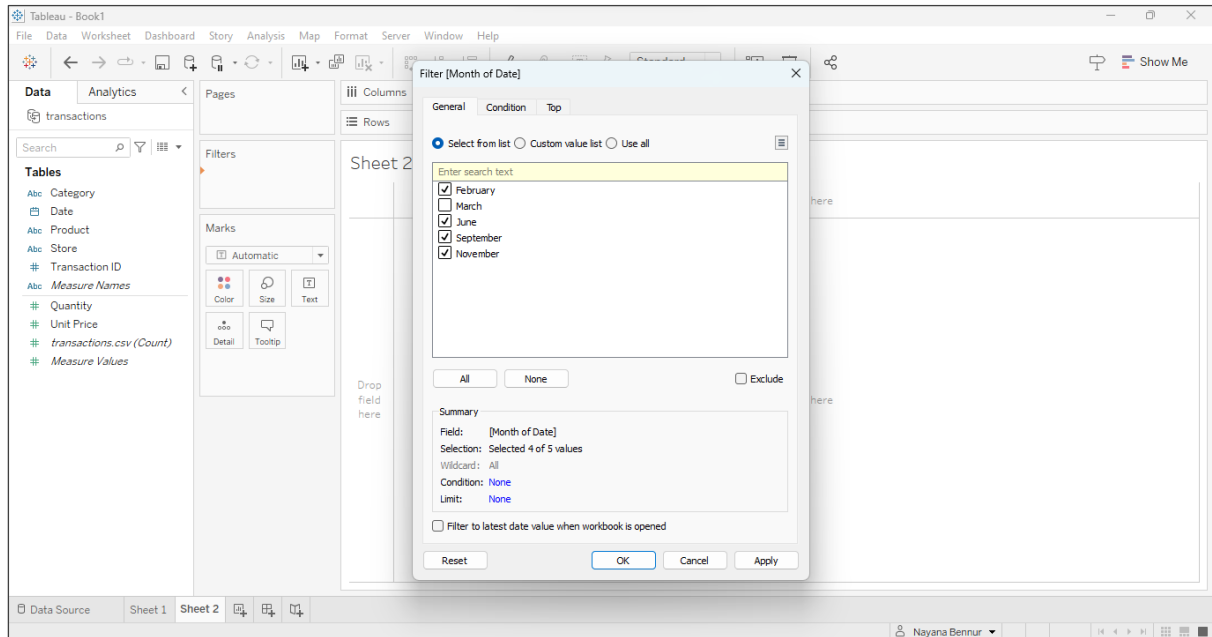 Tableau - Book1
File Data Worksheet Dashboard Story Analysis Map Format Server Window Help
Show Me
Data Analytics
transactions
Search
Tables
Abc Category
Date
Abc Product
Abc Store
# Transaction ID
Abc Measure Names
# Quantity
# Unit Price
# transactions.csv (Count)
# Measure Values
Pages
Filters
Marks
T Automatic
Color Size Text
Detail Tooltip
Columns
Rows
Sheet 2
here
Drop
field
here
here
Filter [Month of Date]
General Condition Top
Select from list Custom value list Use all
Enter search text
February
March
June
September
November
All None Exclude
Summary
Field: [Month of Date]
Selection: Selected 4 of 5 values
Wildcard: All
Condition: None
Limit: None
Filter to latest date value when workbook is opened
Reset OK Cancel Apply
Data Source Sheet 1 Sheet 2
Nayana Bennur